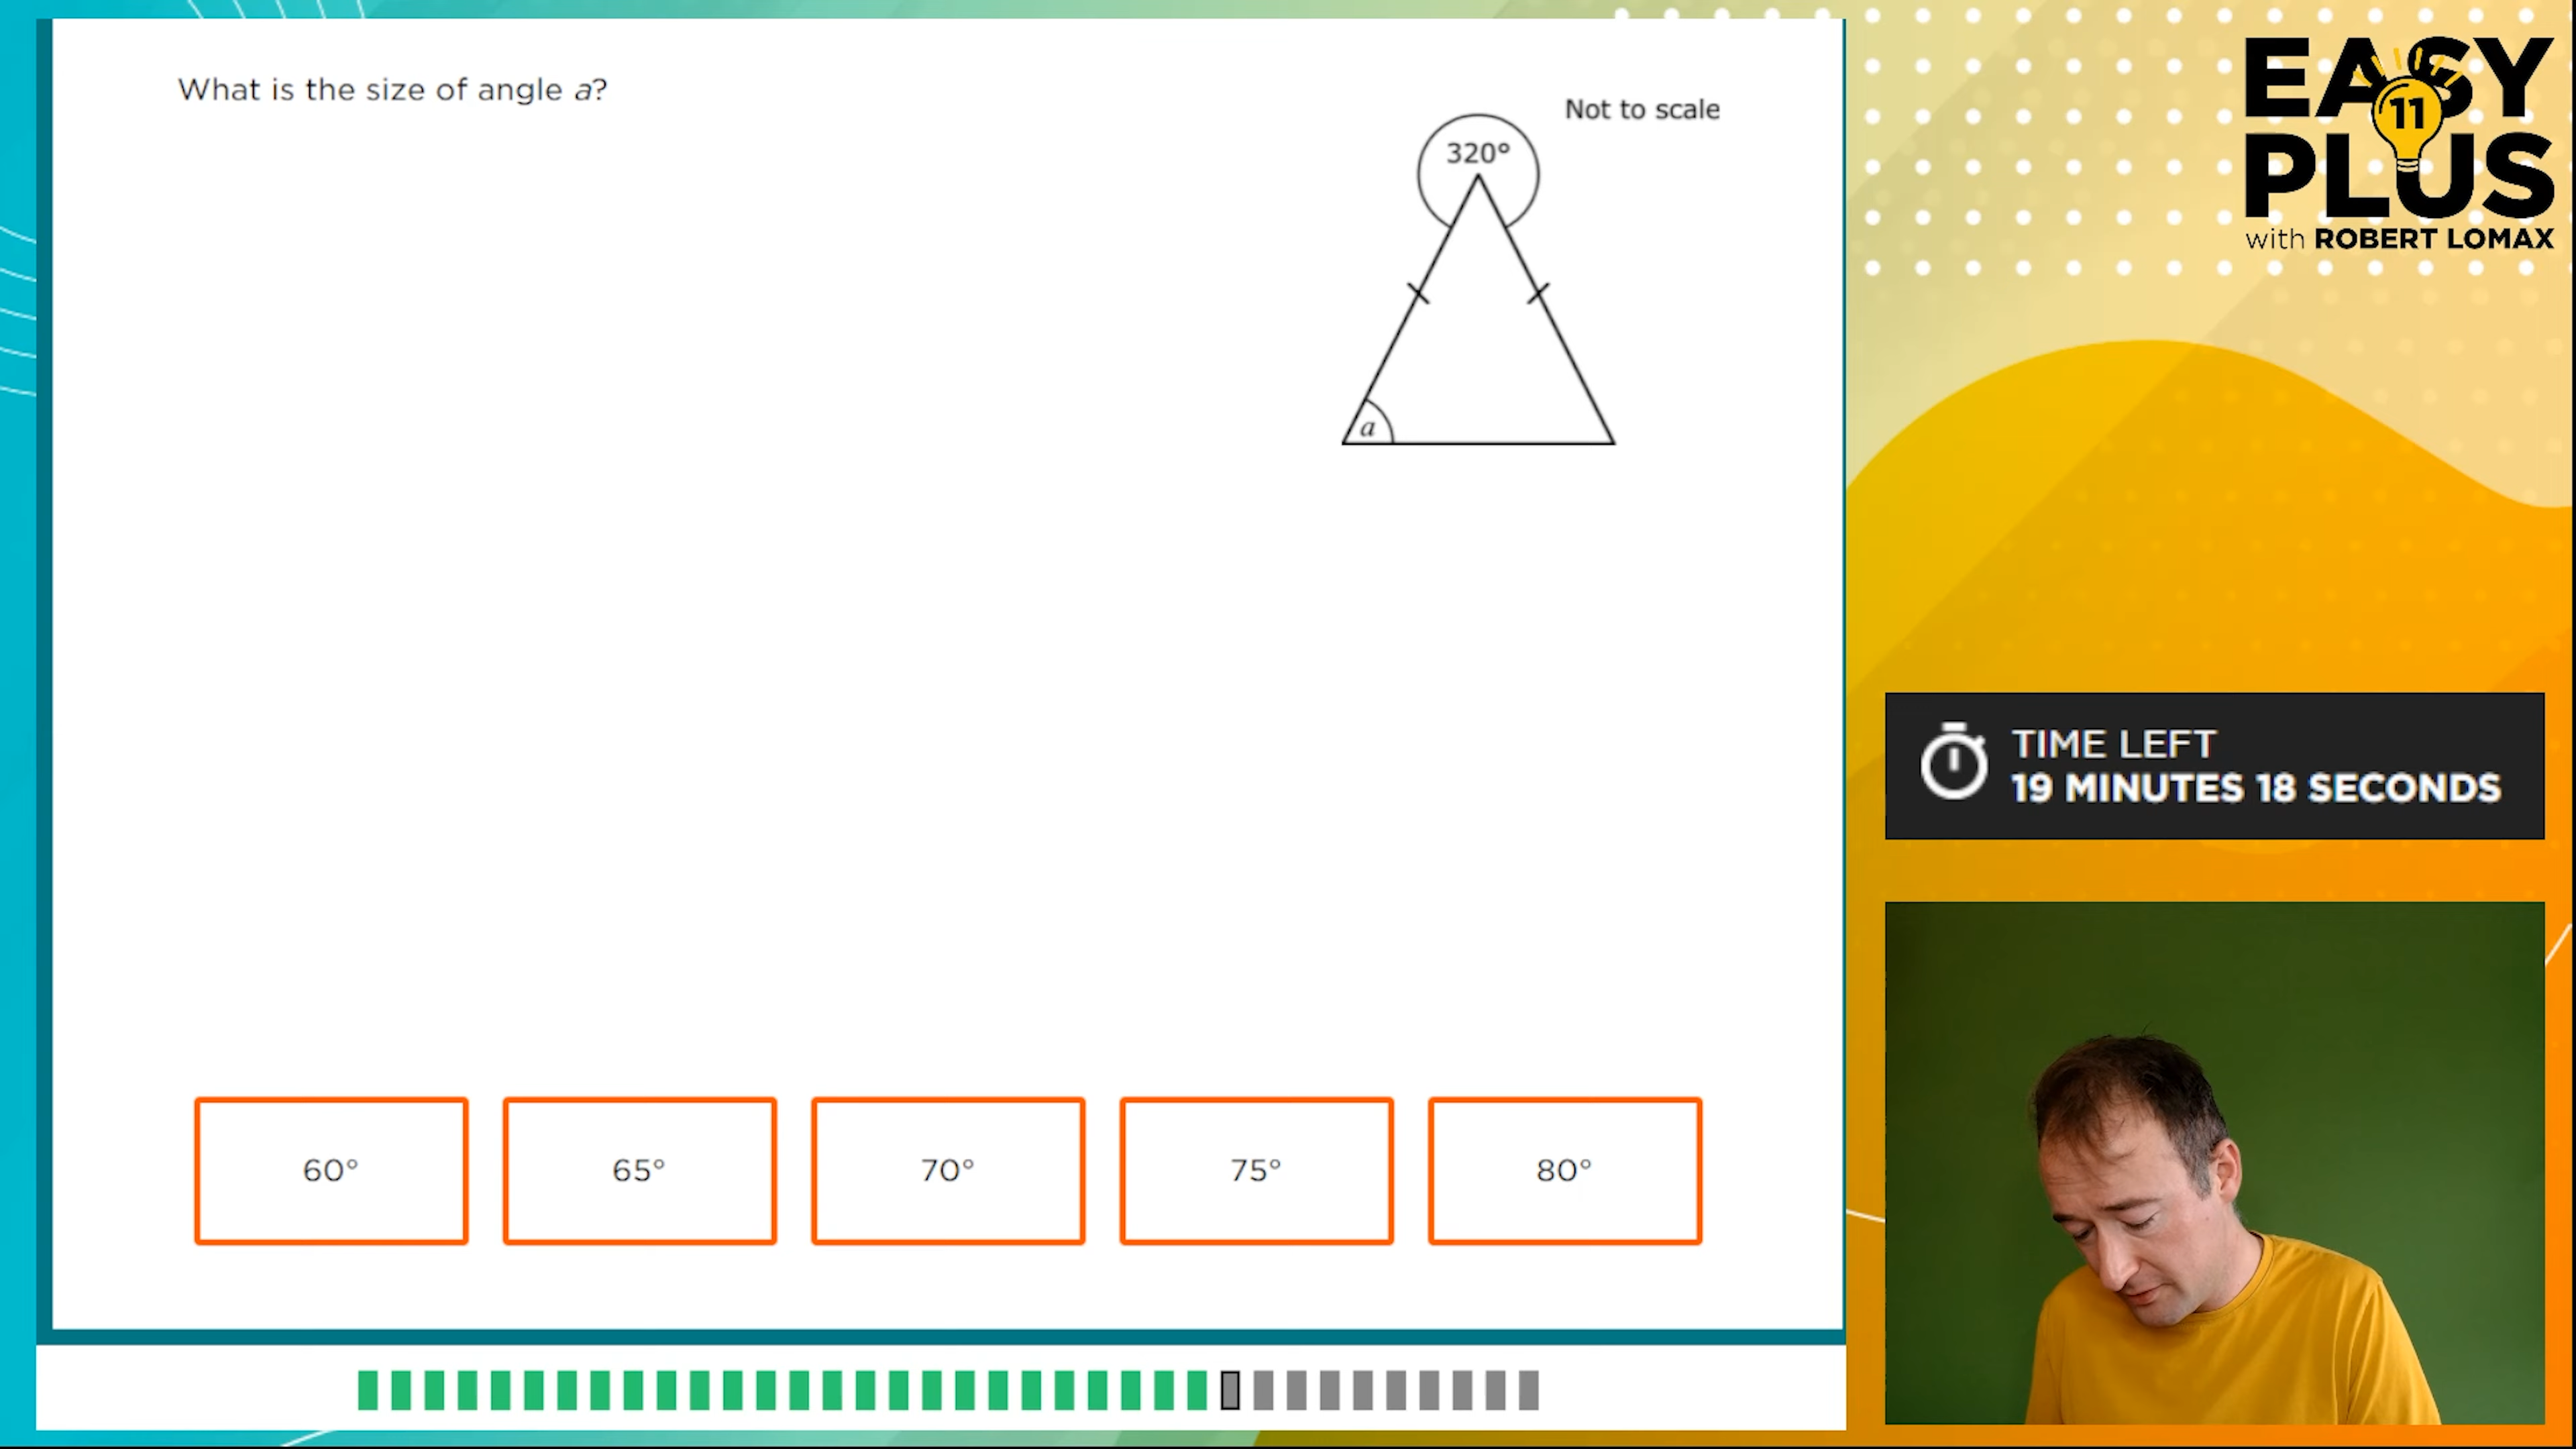 What is the size of angle a?
Not to scale
320°
a
60°
65°
70°
75°
80°
EASY
11
PLUS
with ROBERT LOMAX
TIME LEFT
19 MINUTES 18 SECONDS